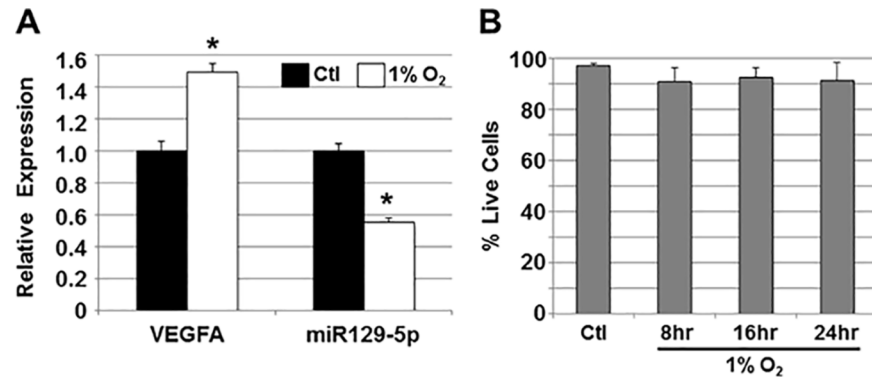 A
Relative Expression
1.6
1.4
1.2
1.0
0.8
0.6
0.4
0.2
0
*
*
Ctl
1% O₂
VEGFA
miR129-5p
B
% Live Cells
100
80
60
40
20
0
Ctl
8hr
16hr
24hr
1% O₂